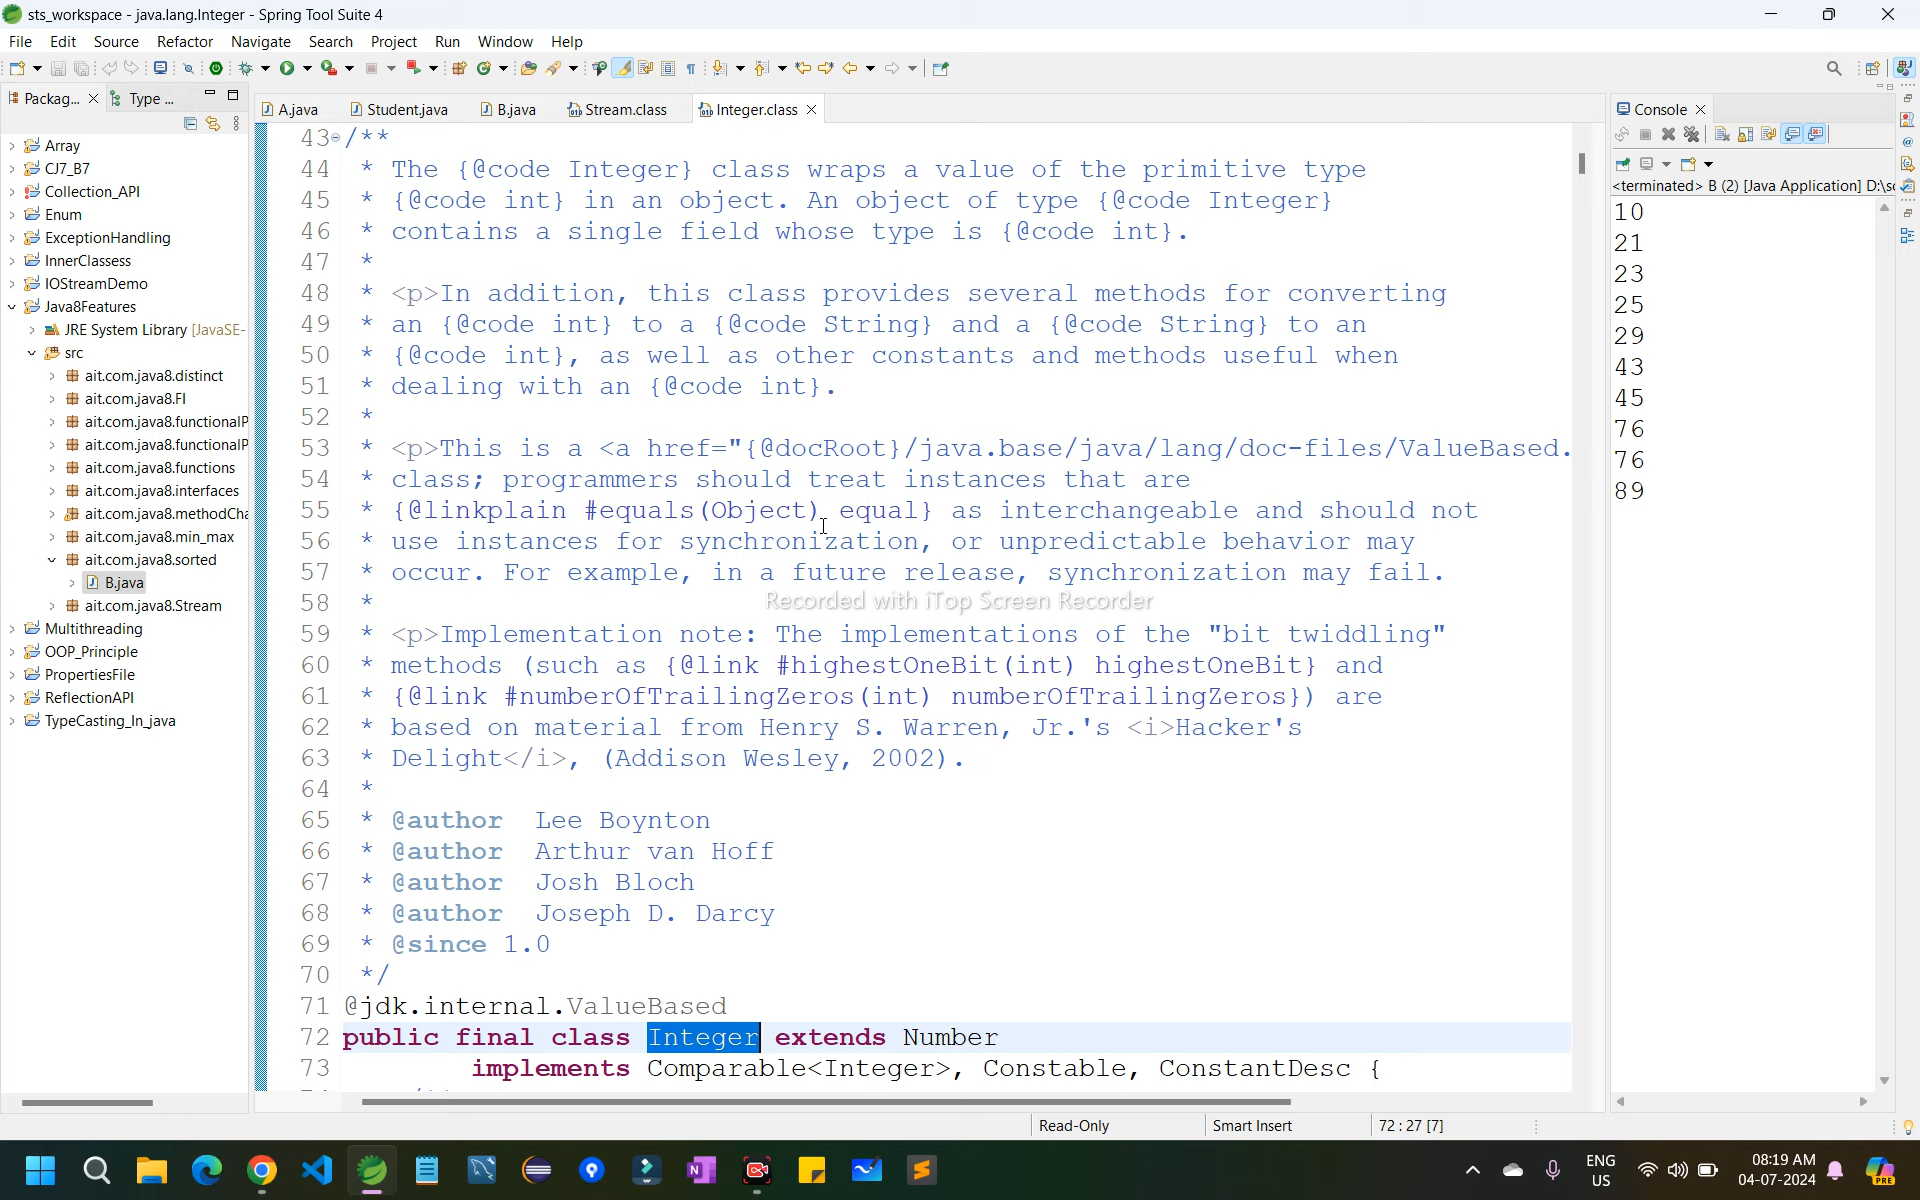 sts_workspace - java.lang.Integer - Spring Tool Suite 4
File Edit Source Refactor Navigate Search Project Run Window Help
Packag... Type ...
Array
CJ7_B7
Collection_API
Enum
ExceptionHandling
InnerClassess
IOStreamDemo
Java8Features
JRE System Library [JavaSE-
src
ait.com.java8.distinct
ait.com.java8.FI
ait.com.java8.functionalP
ait.com.java8.functionalP
ait.com.java8.functions
ait.com.java8.interfaces
ait.com.java8.methodCha
ait.com.java8.min_max
ait.com.java8.sorted
B.java
ait.com.java8.Stream
Multithreading
OOP_Principle
PropertiesFile
ReflectionAPI
TypeCasting_In_java
A.java Student.java B.java Stream.class Integer.class
43 /**
44 * The {@code Integer} class wraps a value of the primitive type
45 * {@code int} in an object. An object of type {@code Integer}
46 * contains a single field whose type is {@code int}.
47 *
48 * <p>In addition, this class provides several methods for converting
49 * an {@code int} to a {@code String} and a {@code String} to an
50 * {@code int}, as well as other constants and methods useful when
51 * dealing with an {@code int}.
52 *
53 * <p>This is a <a href="{@docRoot}/java.base/java/lang/doc-files/ValueBased.
54 * class; programmers should treat instances that are
55 * {@linkplain #equals(Object) equal} as interchangeable and should not
56 * use instances for synchronization, or unpredictable behavior may
57 * occur. For example, in a future release, synchronization may fail.
58 *
Recorded with iTop Screen Recorder
59 * <p>Implementation note: The implementations of the "bit twiddling"
60 * methods (such as {@link #highestOneBit(int) highestOneBit} and
61 * {@link #numberOfTrailingZeros(int) numberOfTrailingZeros}) are
62 * based on material from Henry S. Warren, Jr.'s <i>Hacker's
63 * Delight</i>, (Addison Wesley, 2002).
64 *
65 * @author Lee Boynton
66 * @author Arthur van Hoff
67 * @author Josh Bloch
68 * @author Joseph D. Darcy
69 * @since 1.0
70 */
71 @jdk.internal.ValueBased
72 public final class Integer extends Number
73 implements Comparable<Integer>, Constable, ConstantDesc {
Console
<terminated> B (2) [Java Application] D:\so
10
21
23
25
29
43
45
76
76
89
Read-Only Smart Insert 72 : 27 [7]
ENG
US
08:19 AM
04-07-2024
PRE